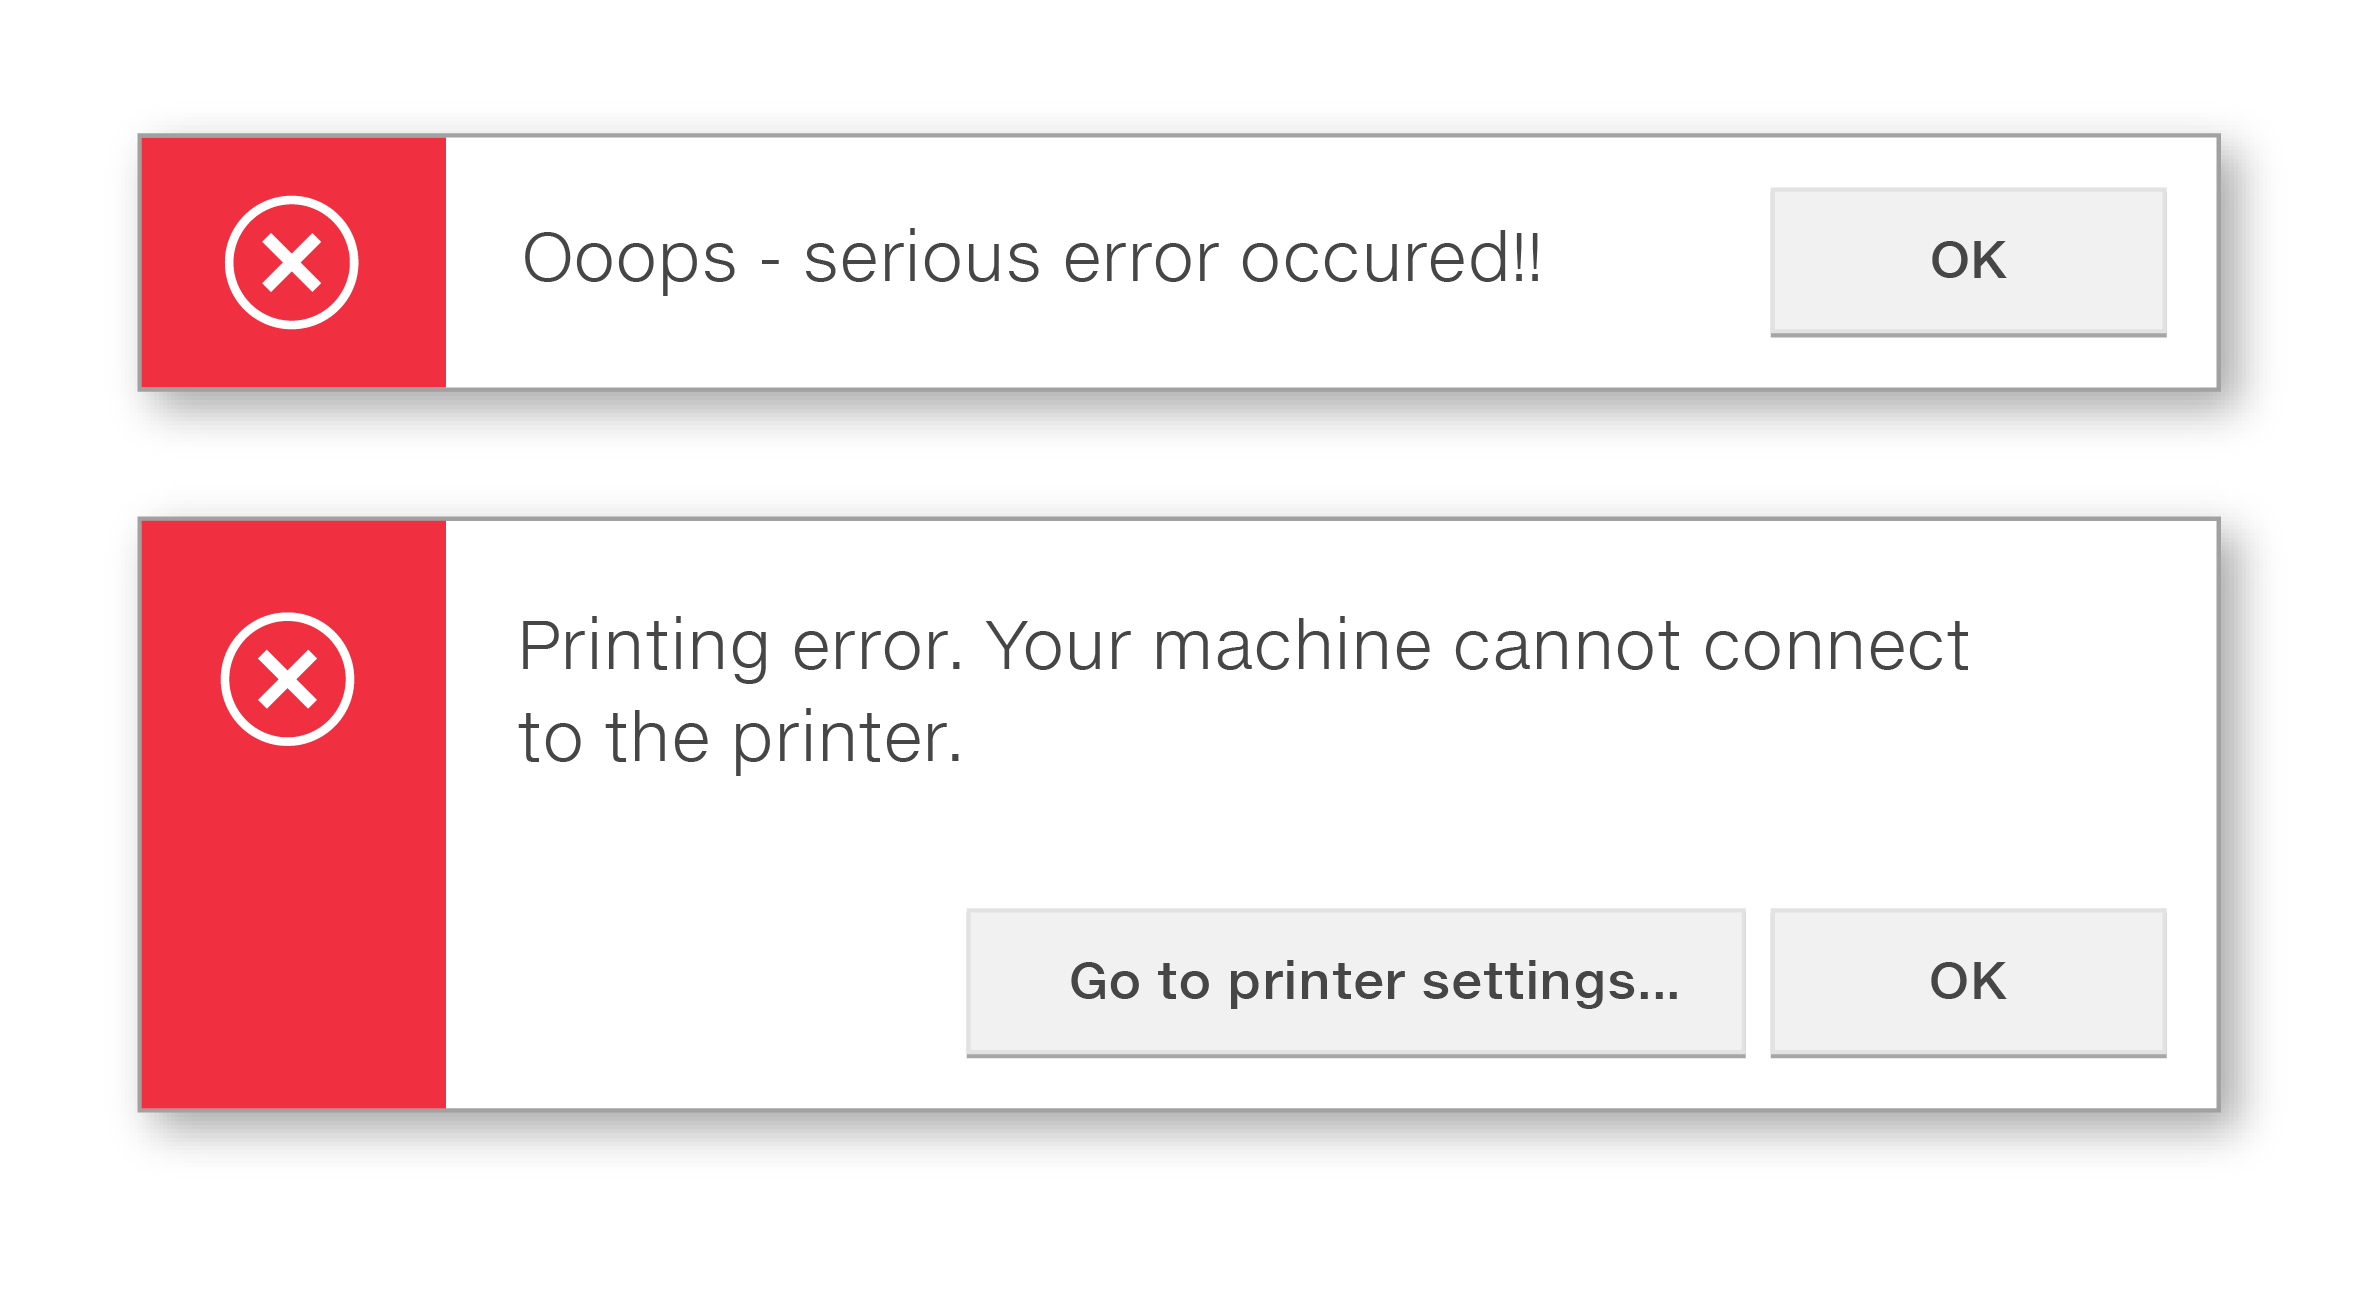 Ooops - serious error occured!!
OK
Printing error. Your machine cannot connect
to the printer.
Go to printer settings...
OK